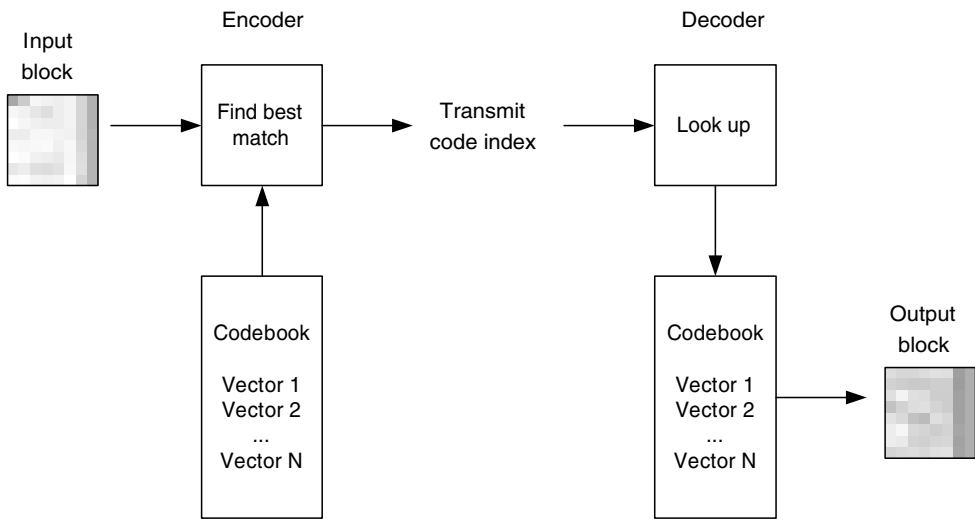 Encoder
Decoder
Input
block
Find best
match
Transmit
code index
Look up
Codebook
Vector 1
Vector 2
...
Vector N
Codebook
Vector 1
Vector 2
...
Vector N
Output
block